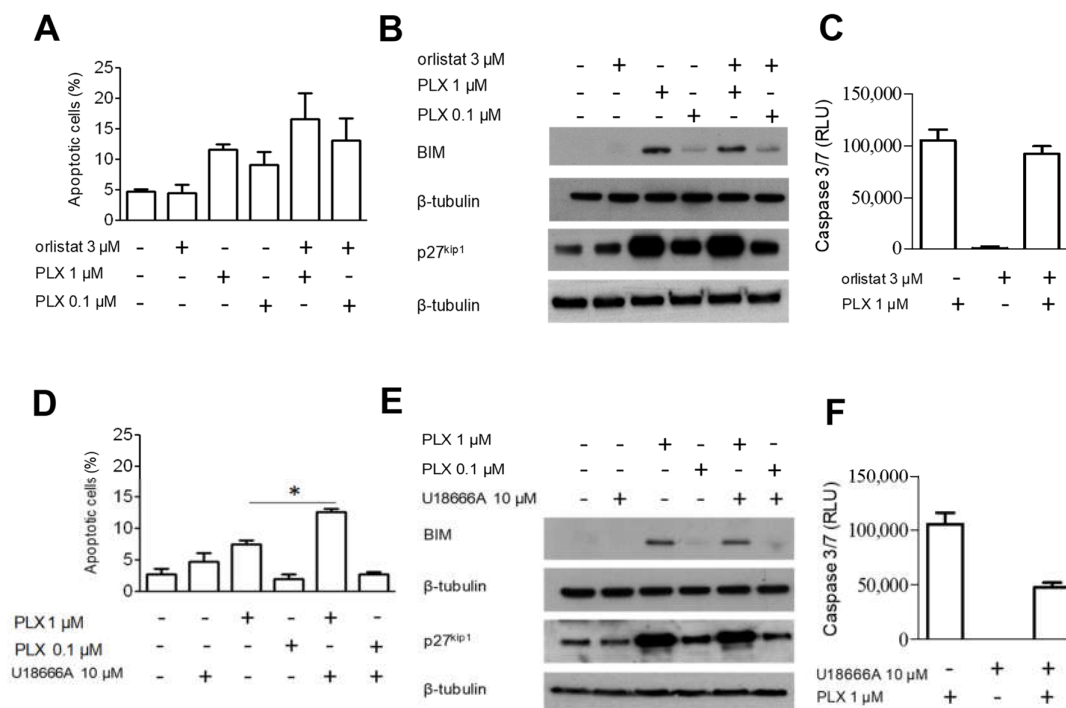 A
Apoptotic cells (%)
25
20
15
10
5
0
orlistat 3 μM - + - - + +
PLX 1 μM - - + - + -
PLX 0.1 μM - - - + - +
B
orlistat 3 μM - + - - + +
PLX 1 μM - - + - + -
PLX 0.1 μM - - - + - +
BIM
β-tubulin
p27kip1
β-tubulin
C
Caspase 3/7 (RLU)
150,000
100,000
50,000
0
orlistat 3 μM - + +
PLX 1 μM + - +
D
Apoptotic cells (%)
25
20
15
10
5
0
*
PLX 1 μM - - + - + -
PLX 0.1 μM - - - + - +
U18666A 10 μM - + - - + +
E
PLX 1 μM - - + - + -
PLX 0.1 μM - - - + - +
U18666A 10 μM - + - - + +
BIM
β-tubulin
p27kip1
β-tubulin
F
Caspase 3/7 (RLU)
150,000
100,000
50,000
0
U18666A 10 μM - + +
PLX 1 μM + - +